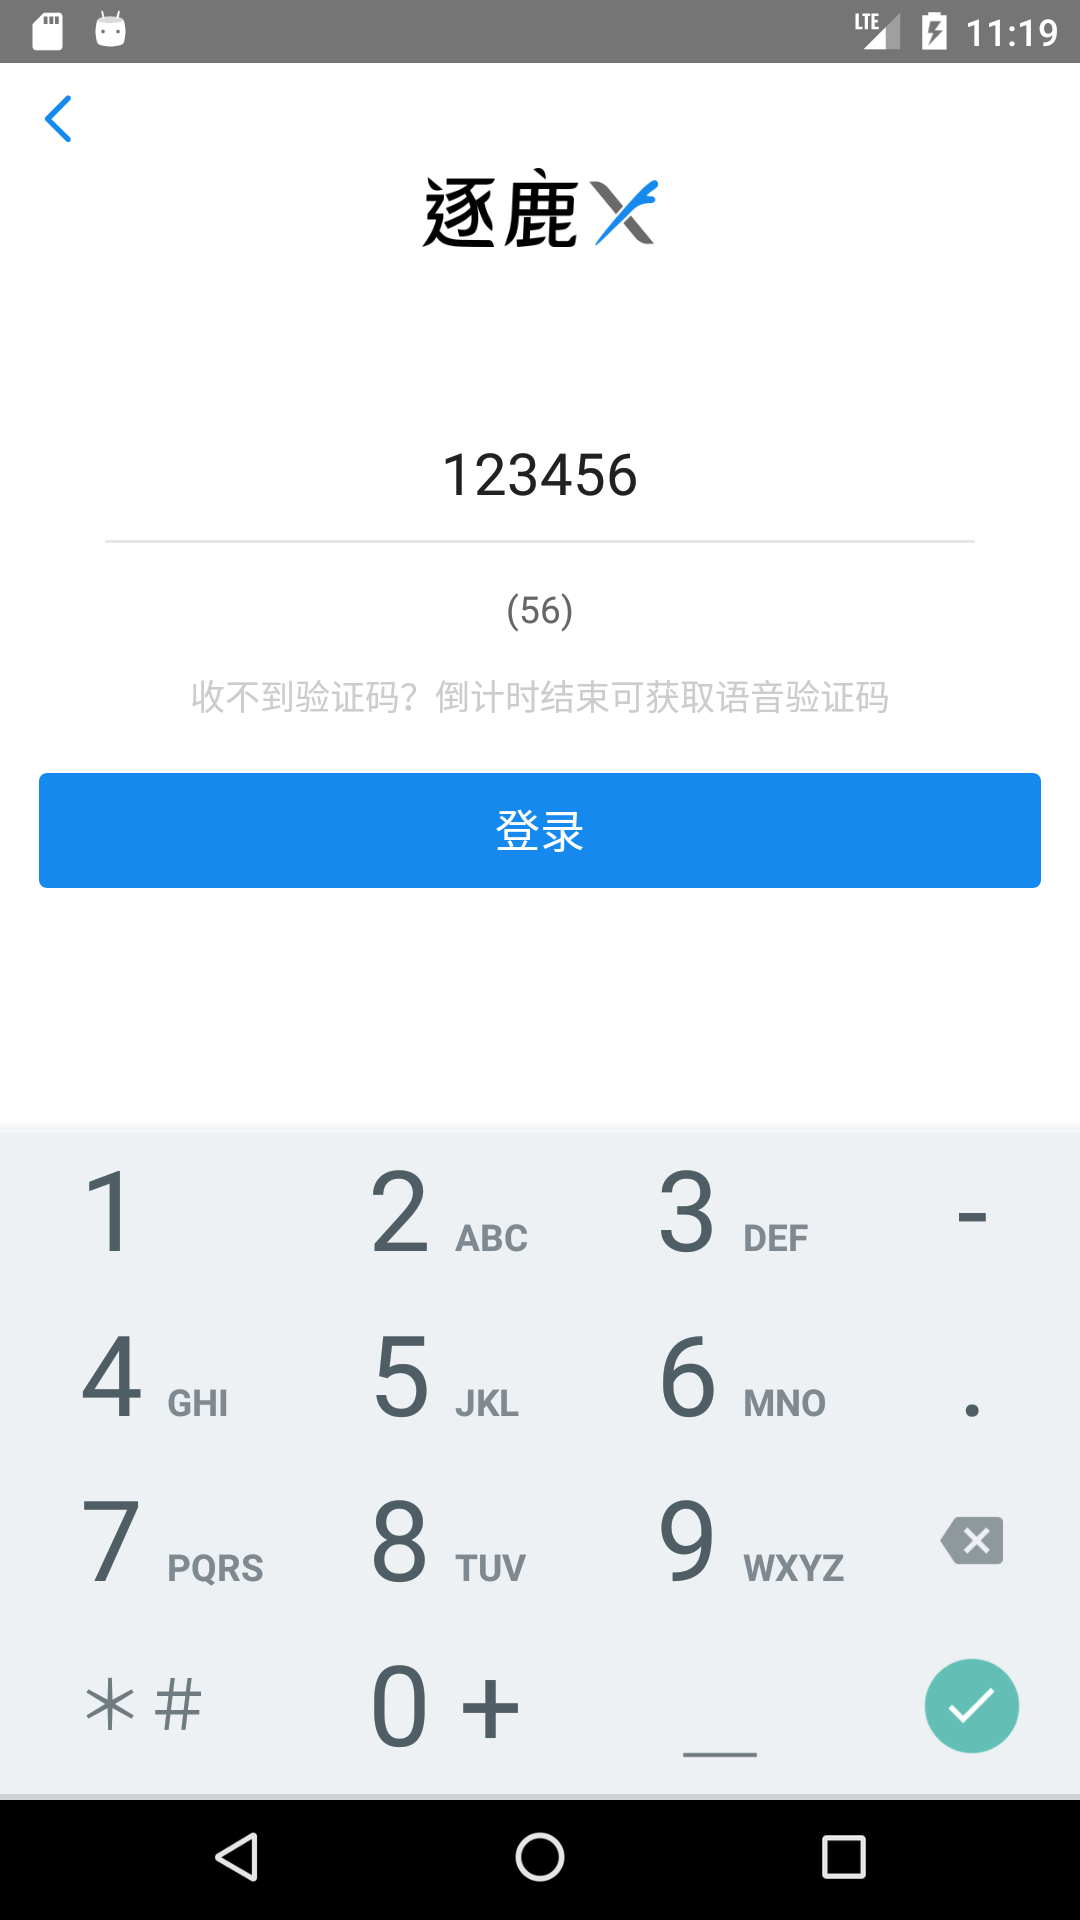 LTE 11:19
逐鹿X
123456
(56)
收不到验证码？倒计时结束可获取语音验证码
登录
1 2 ABC 3 DEF -
4 GHI 5 JKL 6 MNO .
7 PQRS 8 TUV 9 WXYZ
*# 0 +